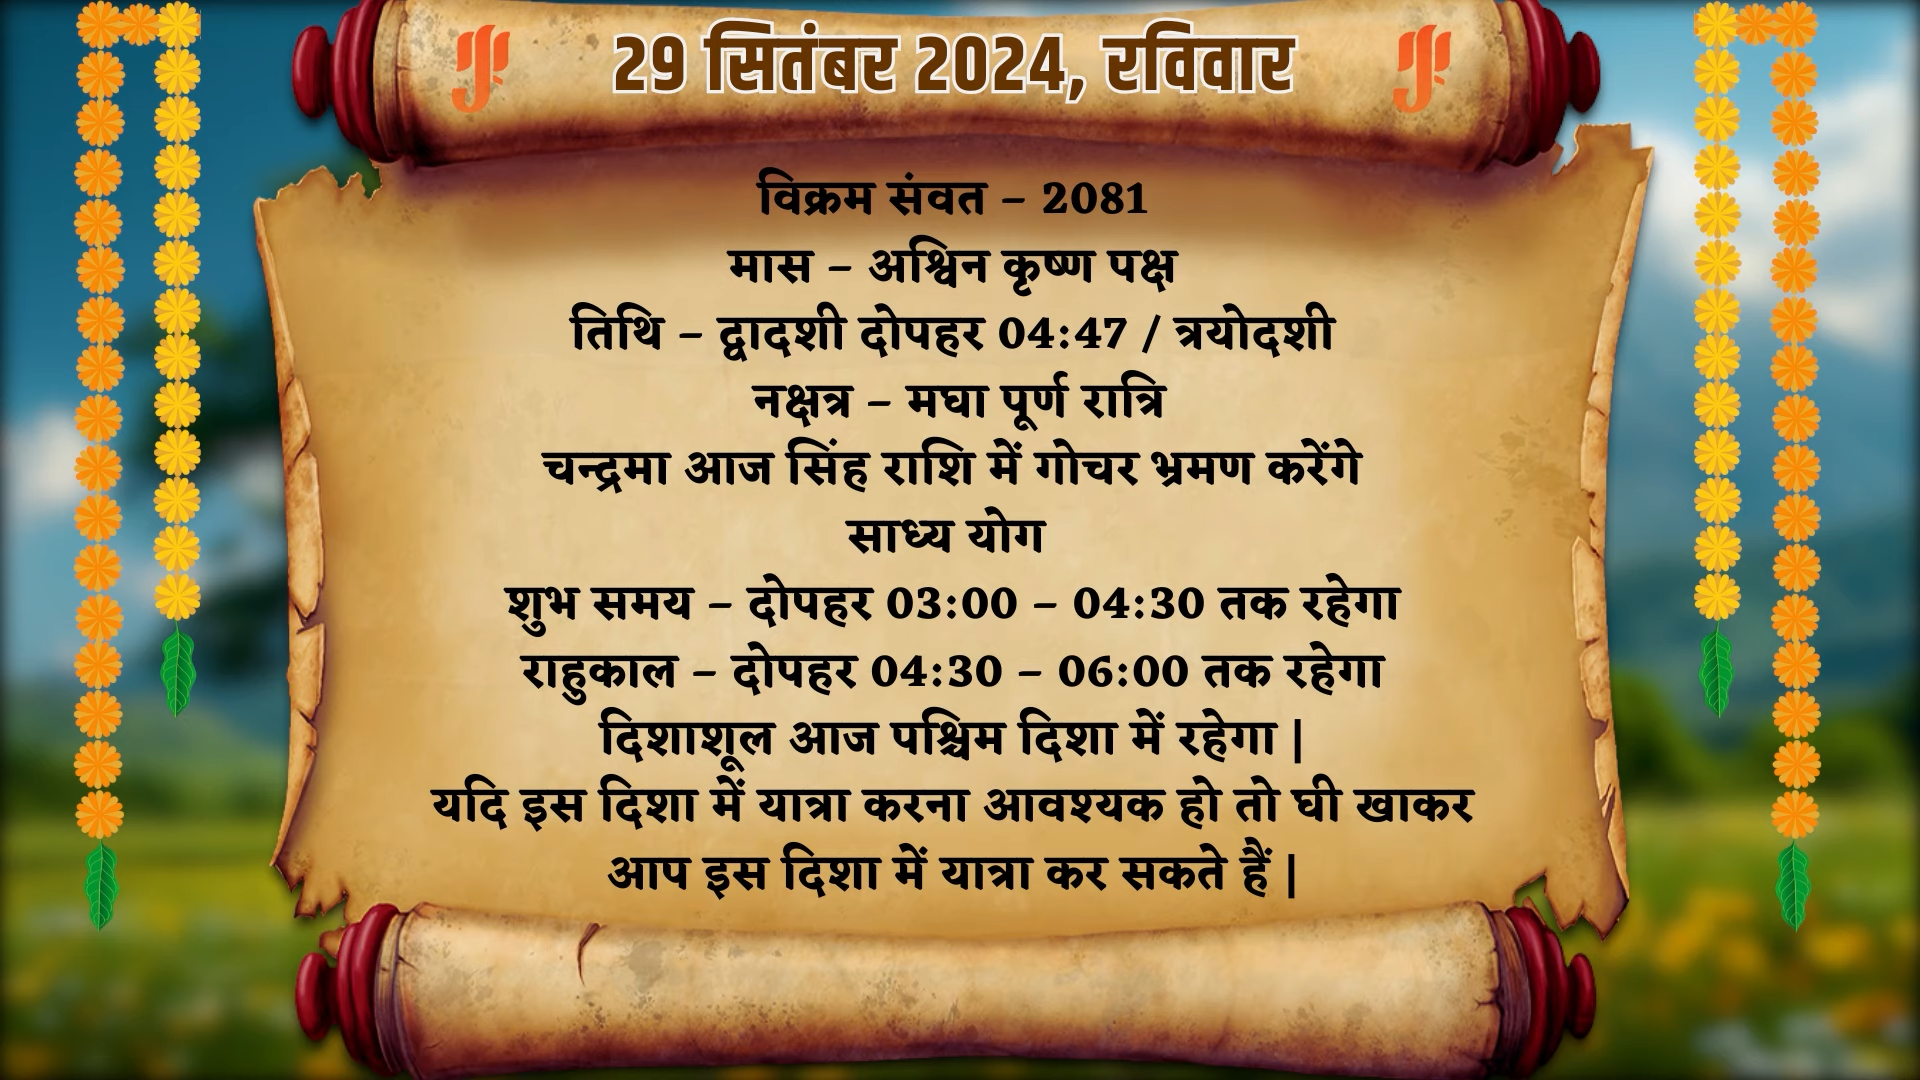 29 सितंबर 2024, रविवार
विक्रम संवत – 2081
मास – अश्विन कृष्ण पक्ष
तिथि – द्वादशी दोपहर 04:47 / त्रयोदशी
नक्षत्र – मघा पूर्ण रात्रि
चन्द्रमा आज सिंह राशि में गोचर भ्रमण करेंगे
साध्य योग
शुभ समय – दोपहर 03:00 – 04:30 तक रहेगा
राहुकाल – दोपहर 04:30 – 06:00 तक रहेगा
दिशाशूल आज पश्चिम दिशा में रहेगा |
यदि इस दिशा में यात्रा करना आवश्यक हो तो घी खाकर
आप इस दिशा में यात्रा कर सकते हैं |